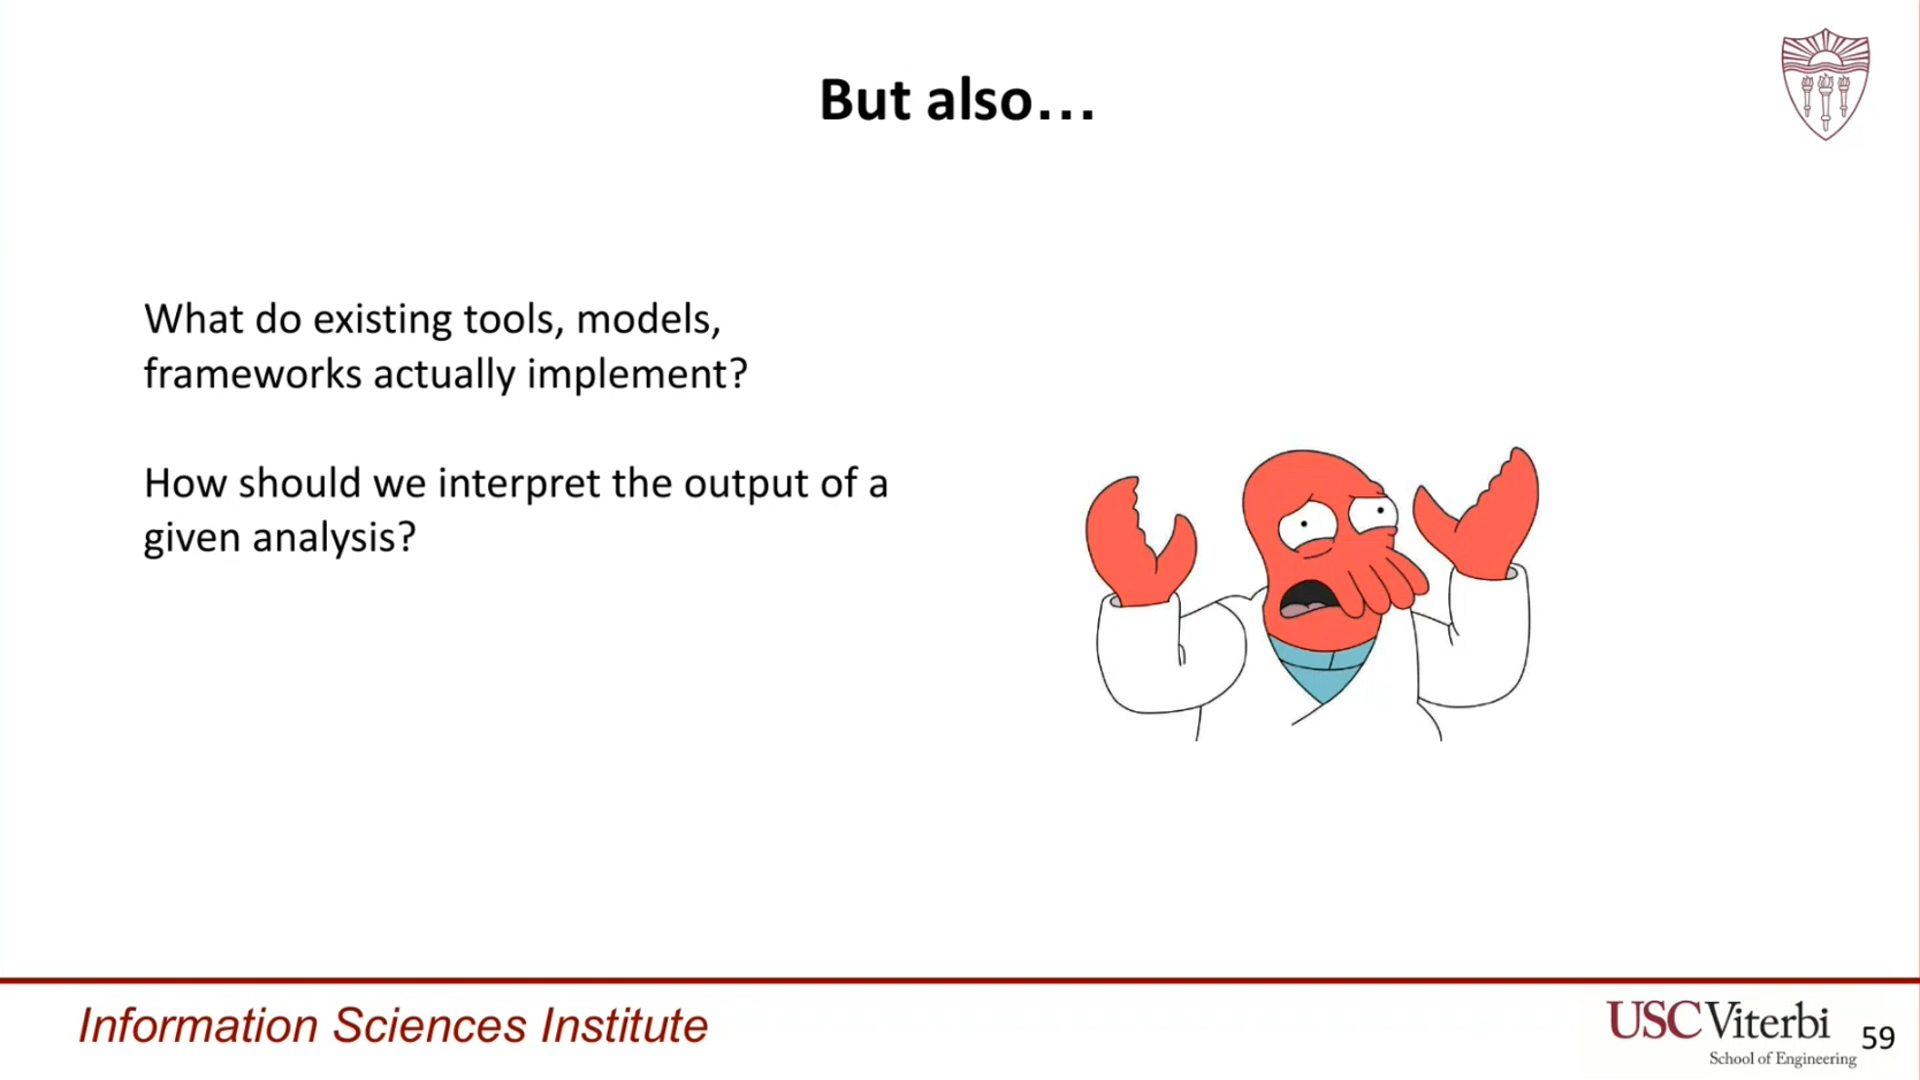 But also…
What do existing tools, models,
frameworks actually implement?
How should we interpret the output of a
given analysis?
Information Sciences Institute
USC Viterbi
School of Engineering
59